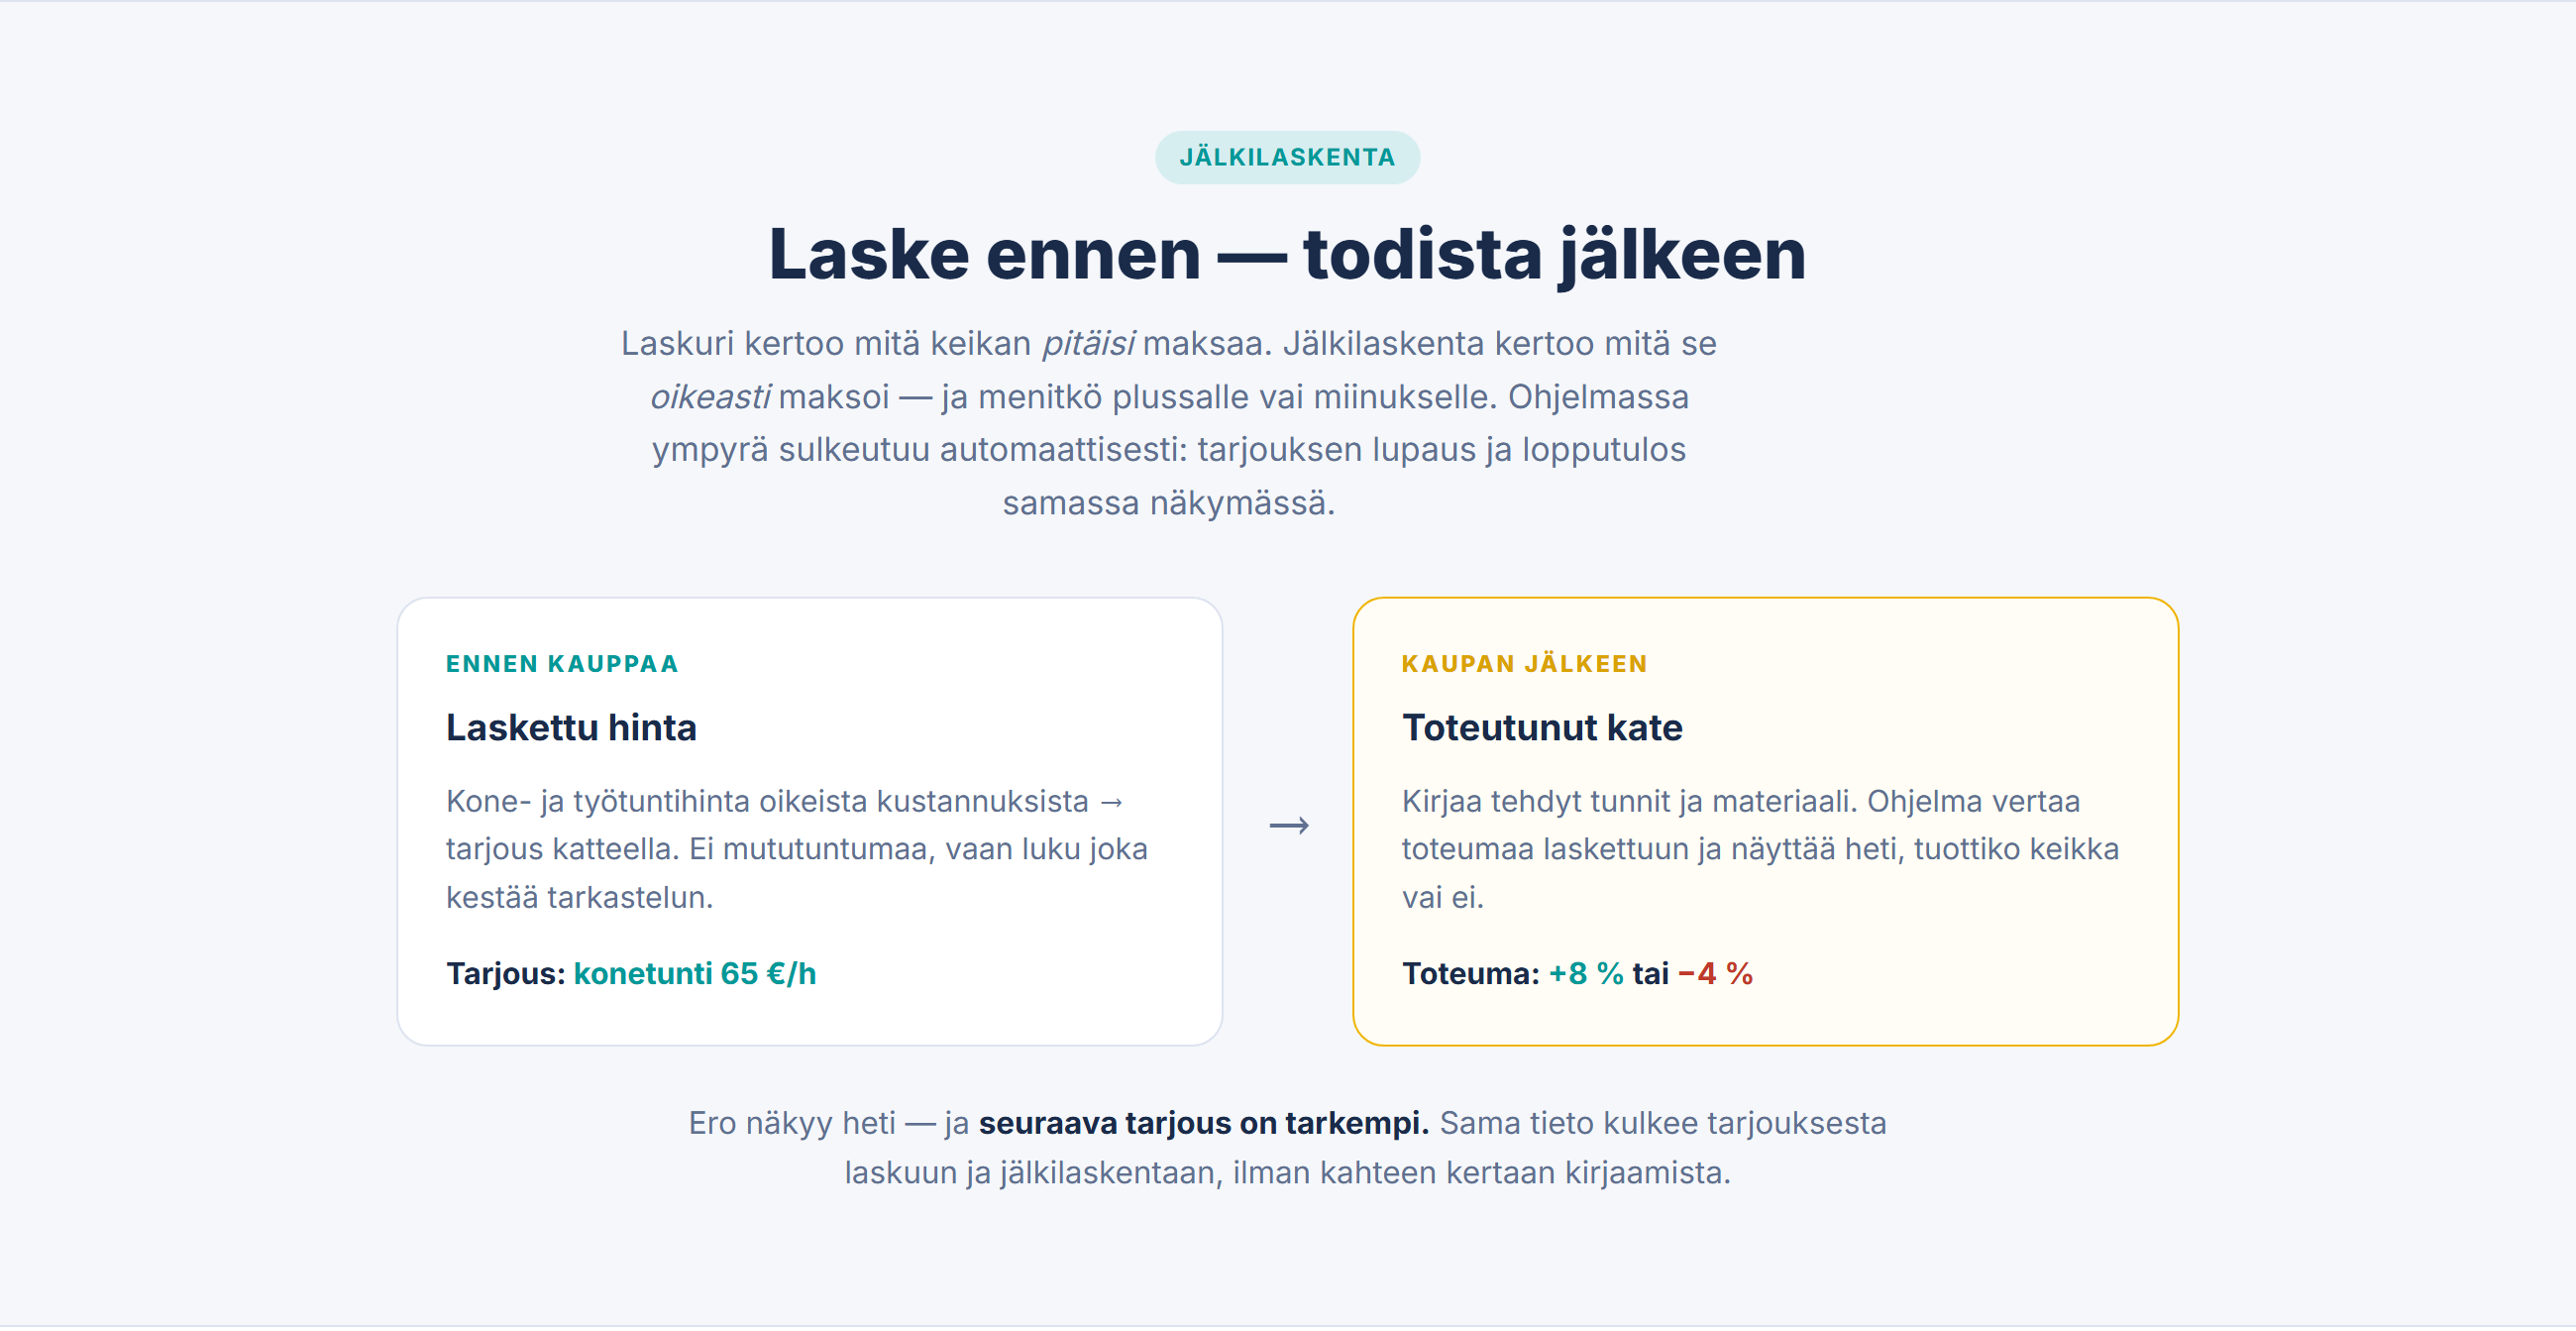 JÄLKILASKENTA
Laske ennen — todista jälkeen
Laskuri kertoo mitä keikan pitäisi maksaa. Jälkilaskenta kertoo mitä se
oikeasti maksoi — ja menitkö plussalle vai miinukselle. Ohjelmassa
ympyrä sulkeutuu automaattisesti: tarjouksen lupaus ja lopputulos
samassa näkymässä.
ENNEN KAUPPAA
Laskettu hinta
Kone- ja työtuntihinta oikeista kustannuksista →
tarjous katteella. Ei mututuntumaa, vaan luku joka
kestää tarkastelun.
Tarjous: konetunti 65 €/h
→
KAUPAN JÄLKEEN
Toteutunut kate
Kirjaa tehdyt tunnit ja materiaali. Ohjelma vertaa
toteumaa laskettuun ja näyttää heti, tuottiko keikka
vai ei.
Toteuma: +8 % tai −4 %
Ero näkyy heti — ja seuraava tarjous on tarkempi. Sama tieto kulkee tarjouksesta
laskuun ja jälkilaskentaan, ilman kahteen kertaan kirjaamista.